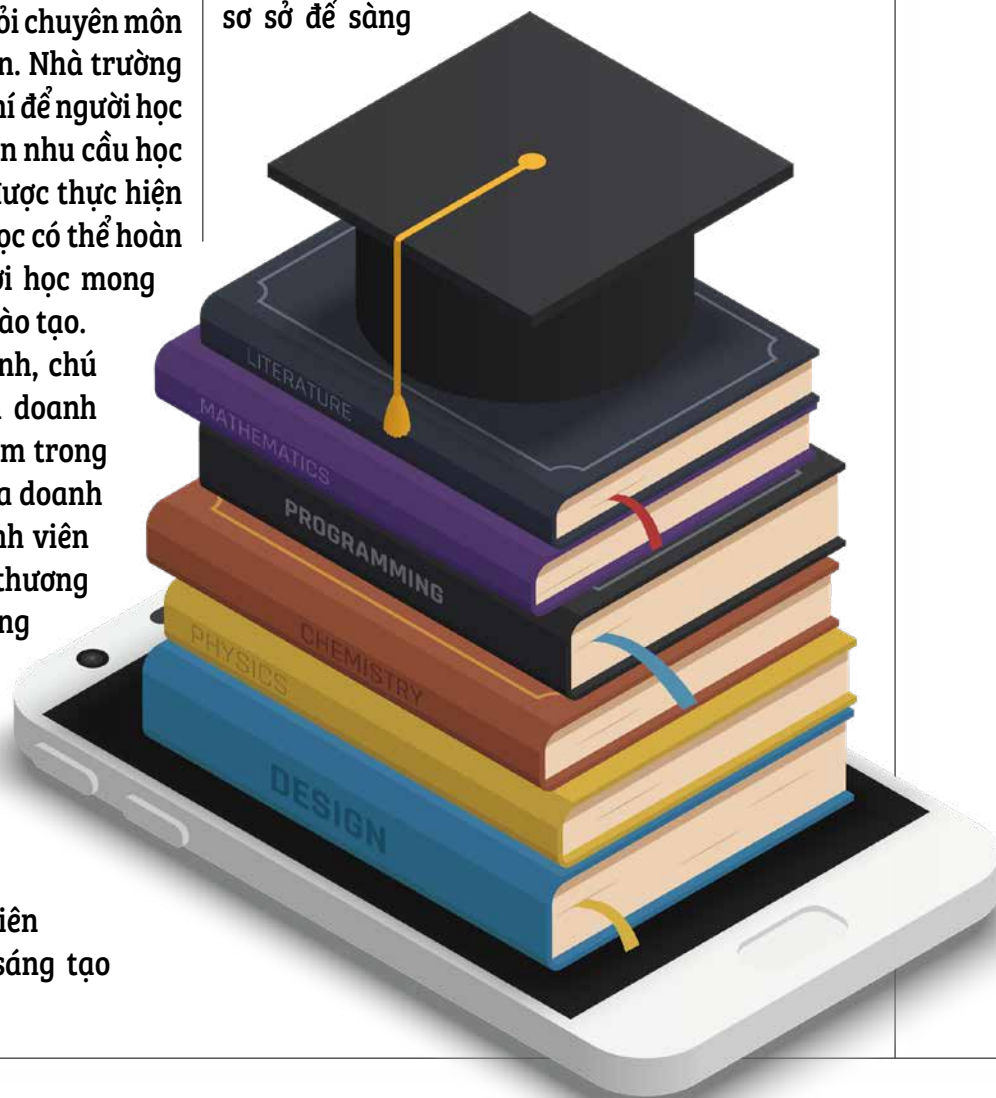 ỏi chuyên môn
n. Nhà trường
hí để người học
n nhu cầu học
được thực hiện
ọc có thể hoàn
ời học mong
ào tạo.
nh, chú
doanh
m trong
a doanh
nh viên
thương
ng
iên
sáng tạo
sơ sở để sàng
LITERATURE
MATHEMATICS
PROGRAMMING
CHEMISTRY
PHYSICS
DESIGN